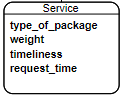 Service
type_of_package
weight
timeliness
request_time